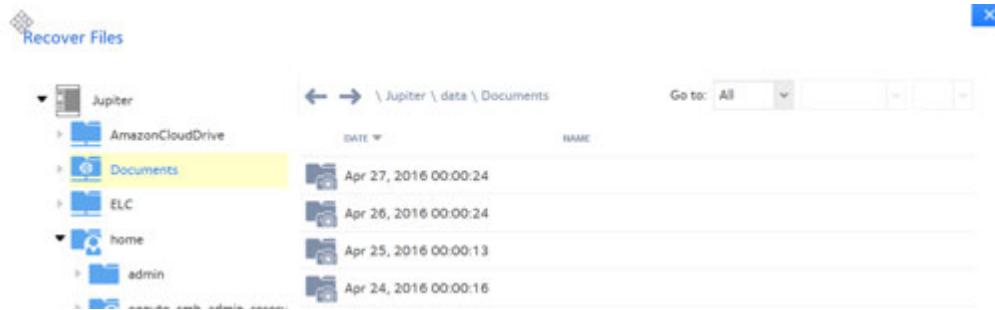 Recover Files
Jupiter
\ Jupiter \ data \ Documents
Go to: All
AmazonCloudDrive
DATE NAME
Documents
Apr 27, 2016 00:00:24
ELC
Apr 26, 2016 00:00:24
home
Apr 25, 2016 00:00:13
admin
Apr 24, 2016 00:00:16